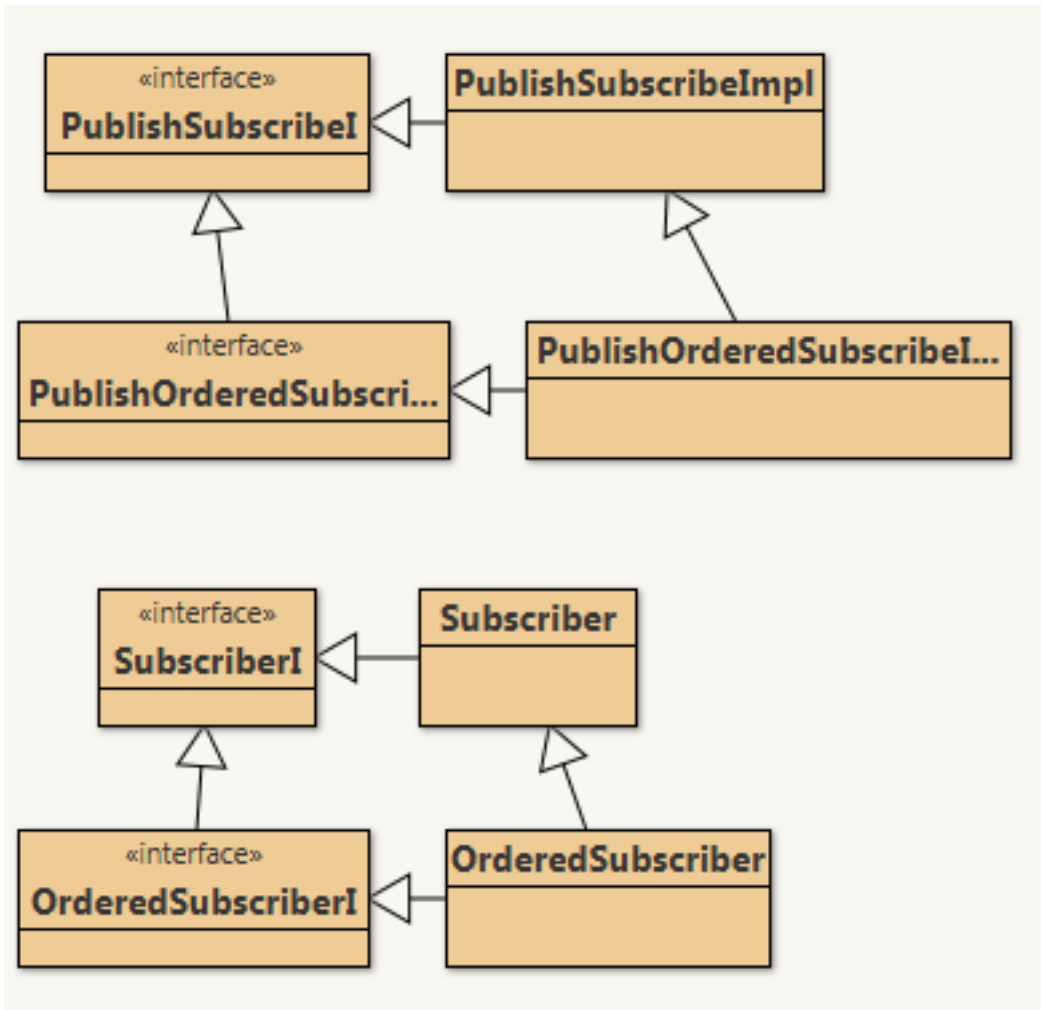 «interface»
PublishSubscribeI
PublishSubscribeImpl
«interface»
PublishOrderedSubscri...
PublishOrderedSubscribeI...
«interface»
SubscriberI
Subscriber
«interface»
OrderedSubscriberI
OrderedSubscriber